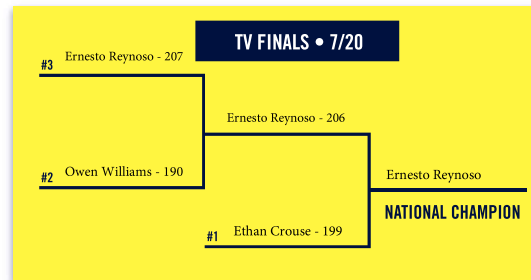 TV FINALS • 7/20
Ernesto Reynoso - 207
#3
Ernesto Reynoso - 206
Owen Williams - 190
#2
Ernesto Reynoso
NATIONAL CHAMPION
Ethan Crouse - 199
#1